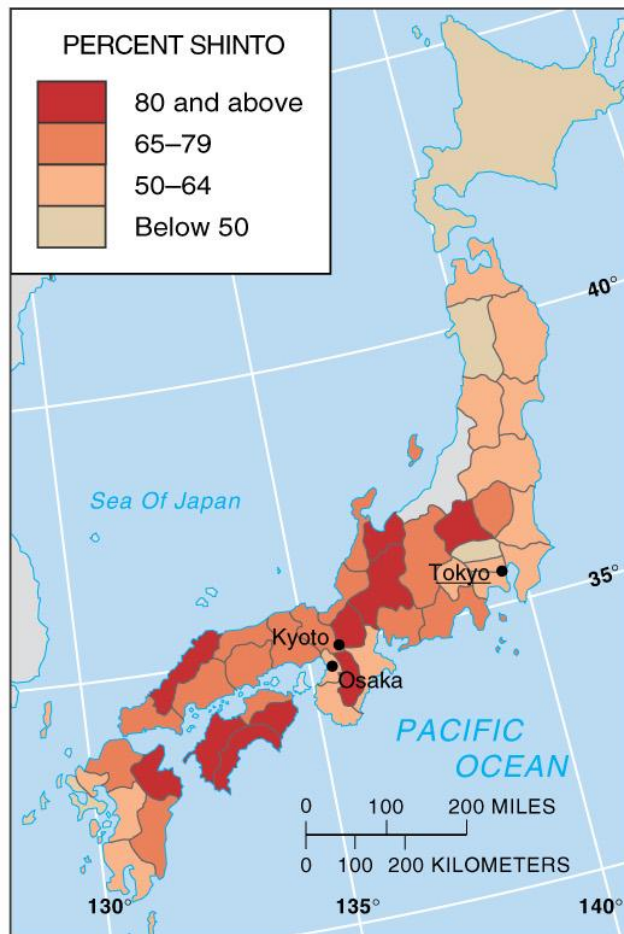 PERCENT SHINTO
80 and above
65–79
50–64
Below 50
40°
Sea Of Japan
Tokyo
35°
Kyoto
Osaka
PACIFIC
OCEAN
0 100 200 MILES
0 100 200 KILOMETERS
130°
135°
140°